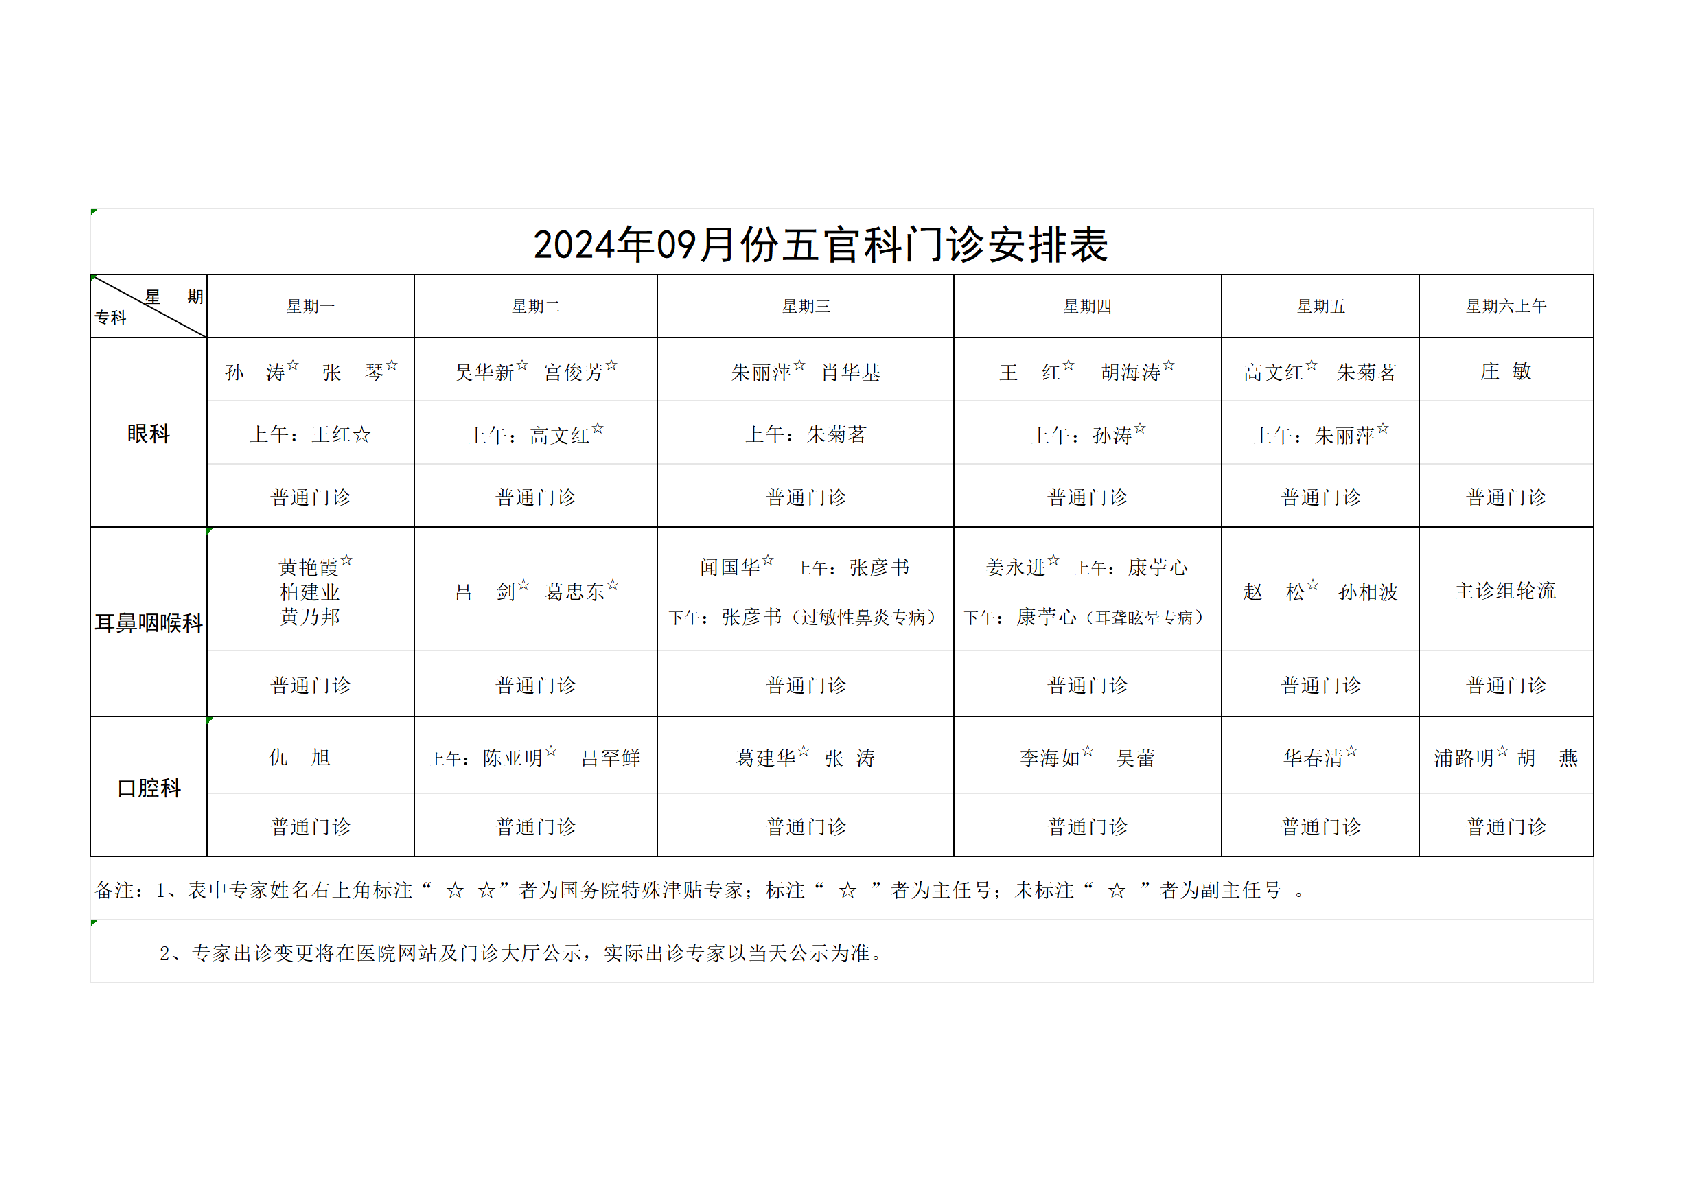 2024年09月份五官科门诊安排表
星 期
专科
星期一 星期二 星期三 星期四 星期五 星期六上午
眼科
孙 涛☆ 张 琴☆ 吴华新☆ 宫俊芳☆ 朱丽萍☆ 肖华基 王 红☆ 胡海涛☆ 高文红☆ 朱菊茗 庄 敏
上午：王红☆ 上午：高文红☆ 上午：朱菊茗 上午：孙涛☆ 上午：朱丽萍☆
普通门诊 普通门诊 普通门诊 普通门诊 普通门诊 普通门诊
耳鼻咽喉科
黄艳霞☆
柏建业
黄乃邦
吕 剑☆ 葛忠东☆
闻国华☆ 上午：张彦书
下午：张彦书（过敏性鼻炎专病）
姜永进☆ 上午：康苧心
下午：康苧心（耳聋眩晕专病）
赵 松☆ 孙相波
主诊组轮流
普通门诊 普通门诊 普通门诊 普通门诊 普通门诊 普通门诊
口腔科
仇 旭 上午：陈亚明☆ 吕罕鲜 葛建华☆ 张 涛 李海如☆ 吴蕾 华春清☆ 浦路明☆ 胡 燕
普通门诊 普通门诊 普通门诊 普通门诊 普通门诊 普通门诊
备注：1、表中专家姓名右上角标注“ ☆ ☆”者为国务院特殊津贴专家；标注“ ☆ ”者为主任号；未标注“ ☆ ”者为副主任号 。
2、专家出诊变更将在医院网站及门诊大厅公示，实际出诊专家以当天公示为准。